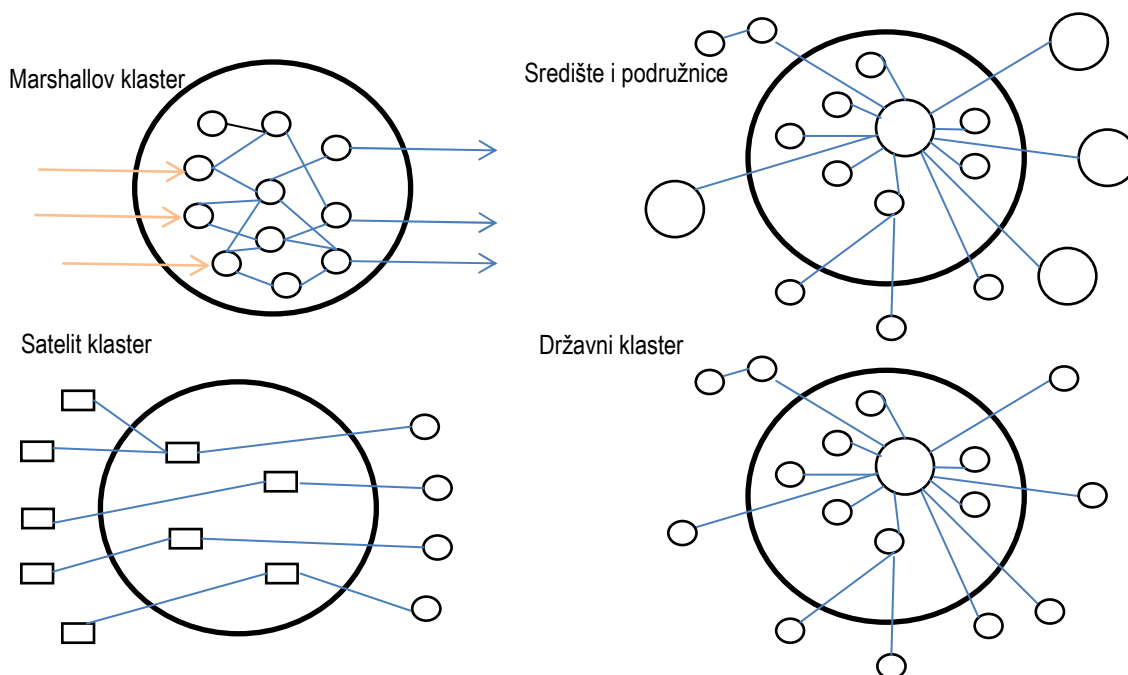 Marshallov klaster
Središte i podružnice
Satelit klaster
Državni klaster